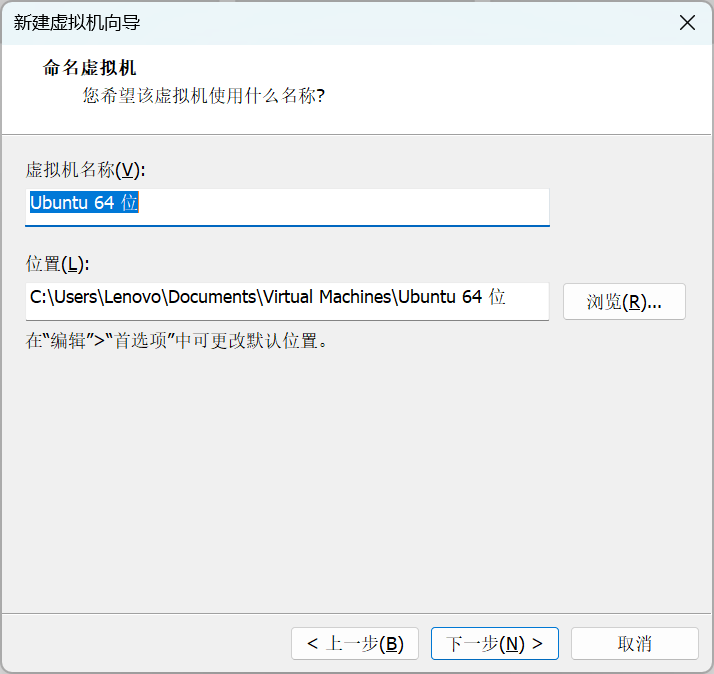 新建虚拟机向导
命名虚拟机
您希望该虚拟机使用什么名称?
虚拟机名称(V):
Ubuntu 64 位
位置(L):
C:\Users\Lenovo\Documents\Virtual Machines\Ubuntu 64 位
浏览(R)...
在“编辑”>“首选项”中可更改默认位置。
< 上一步(B)
下一步(N) >
取消